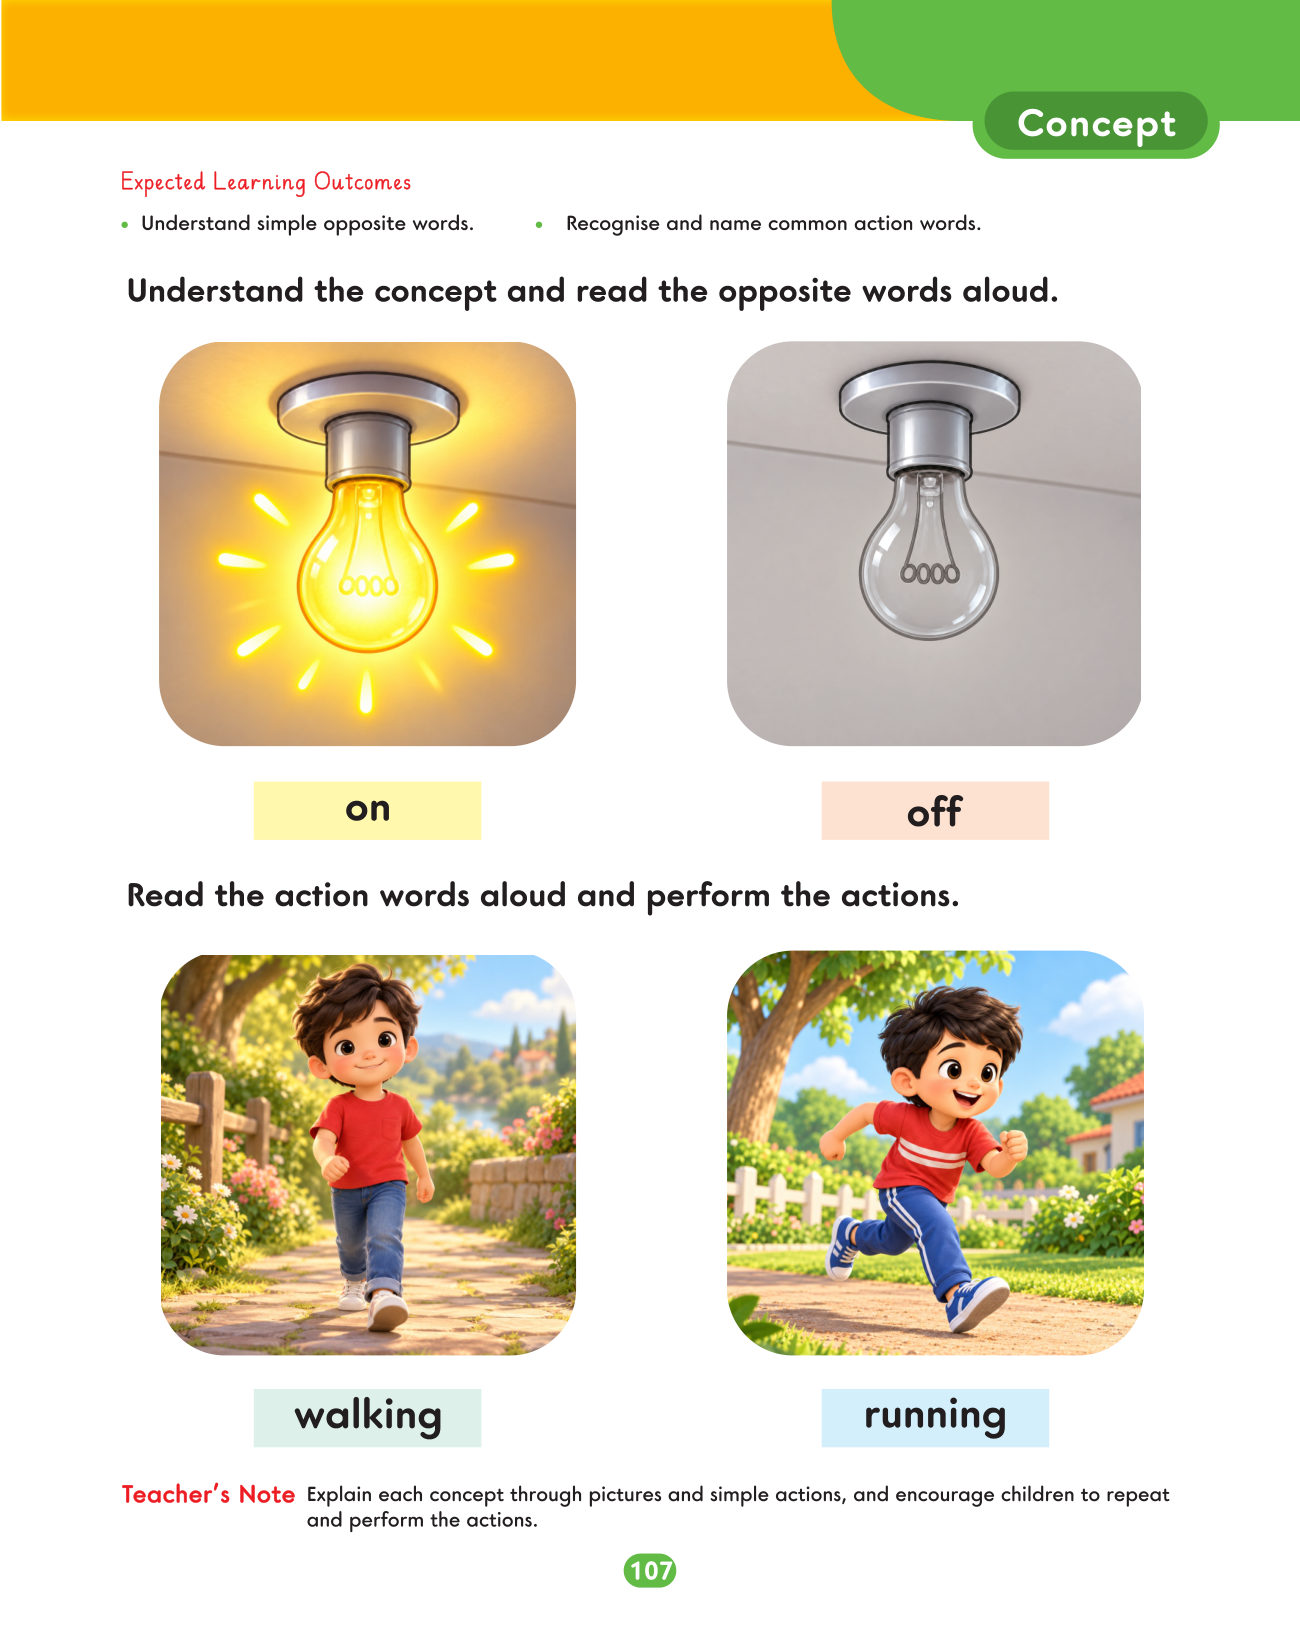 Concept
Expected Learning Outcomes
• Understand simple opposite words.
• Recognise and name common action words.
Understand the concept and read the opposite words aloud.
on
off
Read the action words aloud and perform the actions.
walking
running
Teacher's Note Explain each concept through pictures and simple actions, and encourage children to repeat
and perform the actions.
107